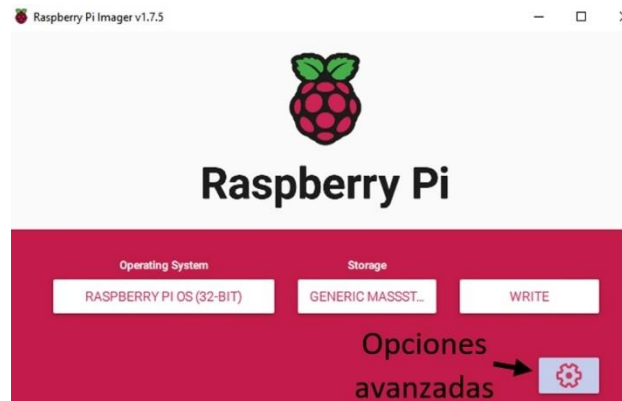 Raspberry Pi Imager v1.7.5
Raspberry Pi
Operating System
Storage
RASPBERRY PI OS (32-BIT)
GENERIC MASSST...
WRITE
Opciones
avanzadas